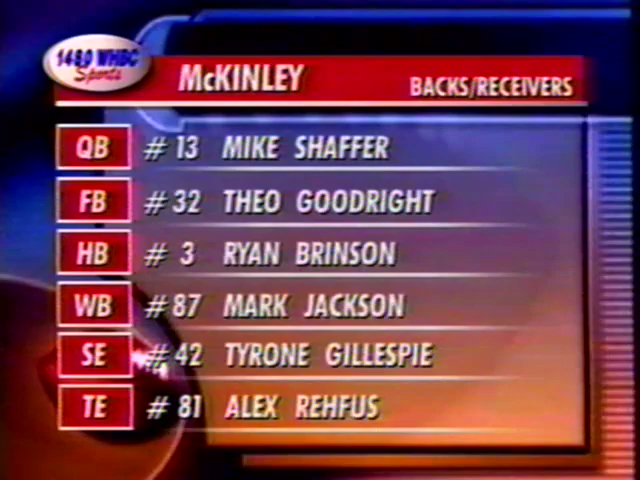 1480 WHBC
Sports
McKINLEY
BACKS/RECEIVERS
QB # 13 MIKE SHAFFER
FB # 32 THEO GOODRIGHT
HB # 3 RYAN BRINSON
WB # 87 MARK JACKSON
SE # 42 TYRONE GILLESPIE
TE # 81 ALEX REHFUS